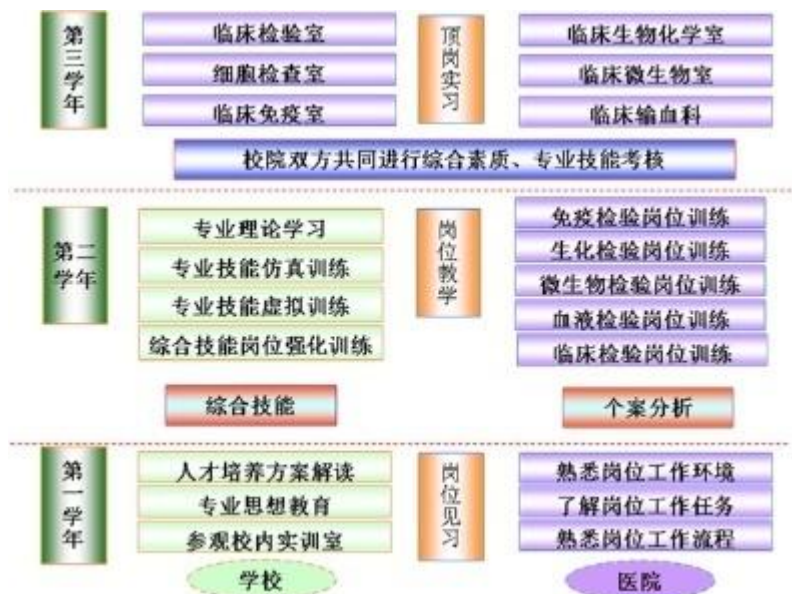 第三学年
临床检验室
细胞检查室
临床免疫室
顶岗实习
临床生物化学室
临床微生物室
临床输血科
校院双方共同进行综合素质、专业技能考核
第二学年
专业理论学习
专业技能仿真训练
专业技能虚拟训练
综合技能岗位强化训练
岗位教学
免疫检验岗位训练
生化检验岗位训练
微生物检验岗位训练
血液检验岗位训练
临床检验岗位训练
综合技能
个案分析
第一学年
人才培养方案解读
专业思想教育
参观校内实训室
岗位见习
熟悉岗位工作环境
了解岗位工作任务
熟悉岗位工作流程
学校
医院